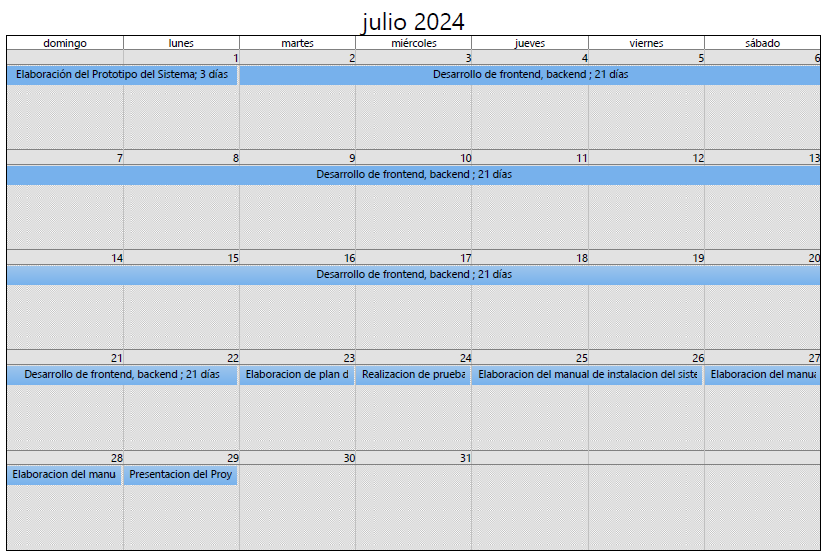 julio 2024
domingo lunes martes miércoles jueves viernes sábado
1 2 3 4 5 6
Elaboración del Prototipo del Sistema; 3 días Desarrollo de frontend, backend ; 21 días
7 8 9 10 11 12 13
Desarrollo de frontend, backend ; 21 días
14 15 16 17 18 19 20
Desarrollo de frontend, backend ; 21 días
21 22 23 24 25 26 27
Desarrollo de frontend, backend ; 21 días Elaboracion de plan d Realizacion de prueba Elaboracion del manual de instalacion del siste Elaboracion del manua
28 29 30 31
Elaboracion del manu Presentacion del Proy